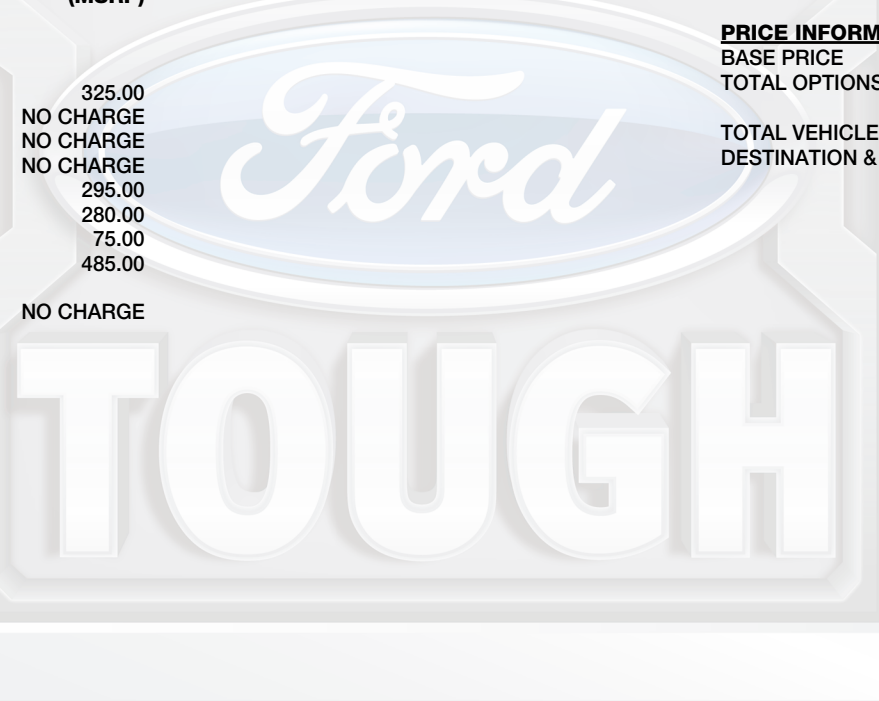 (MSRP)
325.00
NO CHARGE
NO CHARGE
NO CHARGE
295.00
280.00
75.00
485.00
NO CHARGE
PRICE INFORM
BASE PRICE
TOTAL OPTIONS
TOTAL VEHICLE
DESTINATION &
Ford
TOUGH